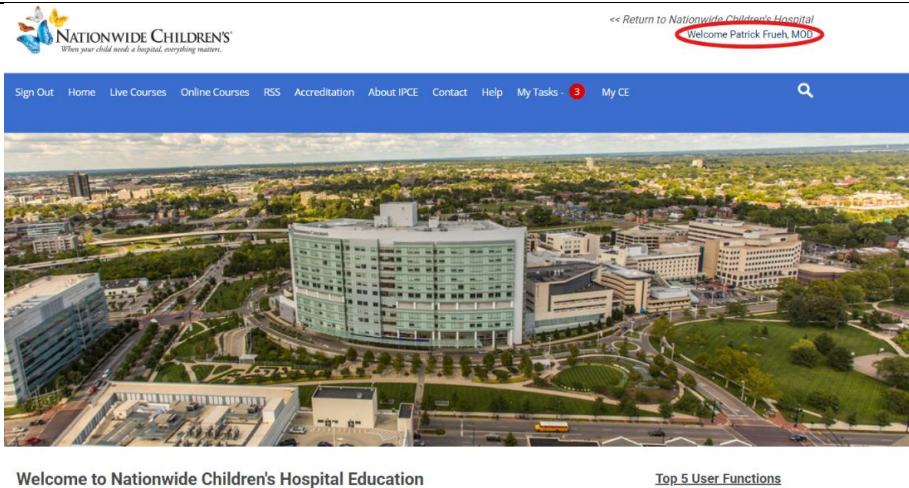 << Return to Nationwide Children's Hospital
Welcome Patrick Frueh, MOD
NATIONWIDE CHILDREN'S
When your child needs a hospital, everything matters.
Sign Out Home Live Courses Online Courses RSS Accreditation About IPCE Contact Help My Tasks - 3 My CE
Welcome to Nationwide Children's Hospital Education
Top 5 User Functions